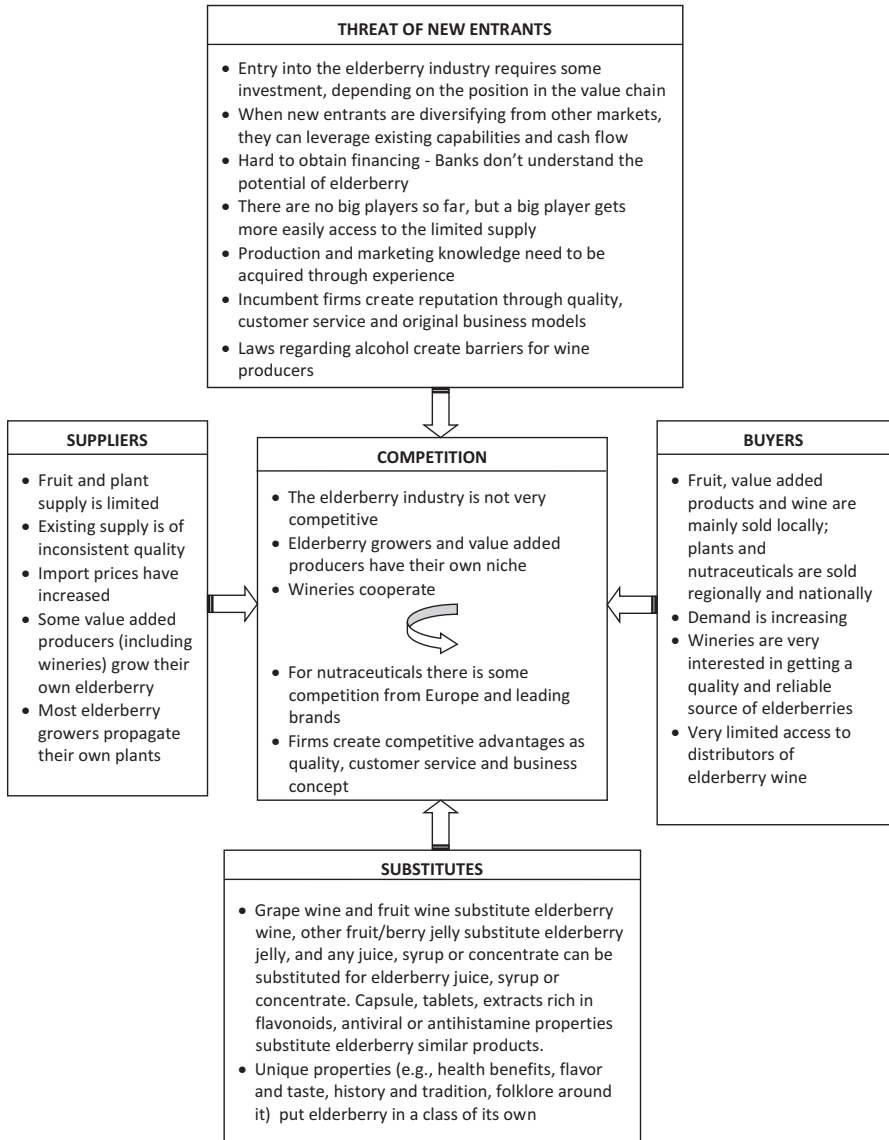 THREAT OF NEW ENTRANTS
• Entry into the elderberry industry requires some
investment, depending on the position in the value chain
• When new entrants are diversifying from other markets,
they can leverage existing capabilities and cash flow
• Hard to obtain financing - Banks don’t understand the
potential of elderberry
• There are no big players so far, but a big player gets
more easily access to the limited supply
• Production and marketing knowledge need to be
acquired through experience
• Incumbent firms create reputation through quality,
customer service and original business models
• Laws regarding alcohol create barriers for wine
producers
SUPPLIERS
• Fruit and plant
supply is limited
• Existing supply is of
inconsistent quality
• Import prices have
increased
• Some value added
producers (including
wineries) grow their
own elderberry
• Most elderberry
growers propagate
their own plants
COMPETITION
• The elderberry industry is not very
competitive
• Elderberry growers and value added
producers have their own niche
• Wineries cooperate
• For nutraceuticals there is some
competition from Europe and leading
brands
• Firms create competitive advantages as
quality, customer service and business
concept
BUYERS
• Fruit, value added
products and wine are
mainly sold locally;
plants and
nutraceuticals are sold
regionally and nationally
• Demand is increasing
• Wineries are very
interested in getting a
quality and reliable
source of elderberries
• Very limited access to
distributors of
elderberry wine
SUBSTITUTES
• Grape wine and fruit wine substitute elderberry
wine, other fruit/berry jelly substitute elderberry
jelly, and any juice, syrup or concentrate can be
substituted for elderberry juice, syrup or
concentrate. Capsule, tablets, extracts rich in
flavonoids, antiviral or antihistamine properties
substitute elderberry similar products.
• Unique properties (e.g., health benefits, flavor
and taste, history and tradition, folklore around
it) put elderberry in a class of its own